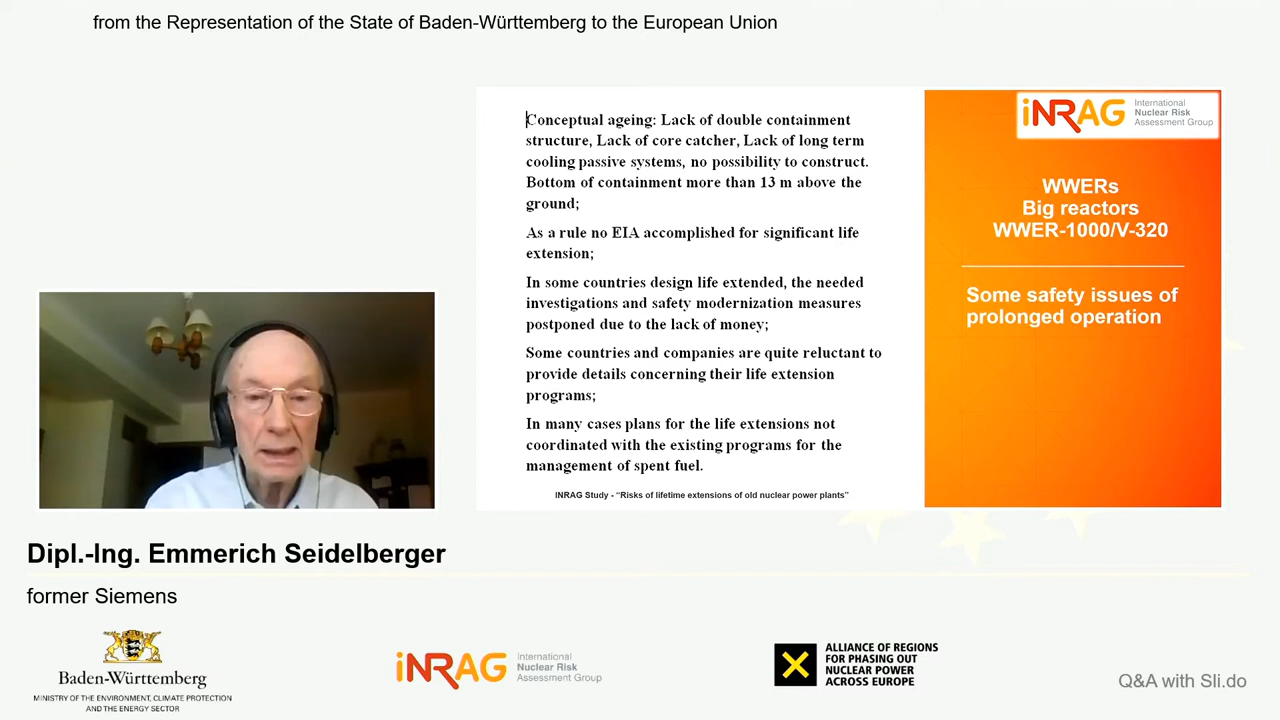 from the Representation of the State of Baden-Württemberg to the European Union
Conceptual ageing: Lack of double containment
structure, Lack of core catcher, Lack of long term
cooling passive systems, no possibility to construct.
Bottom of containment more than 13 m above the
ground;
As a rule no EIA accomplished for significant life
extension;
In some countries design life extended, the needed
investigations and safety modernization measures
postponed due to the lack of money;
Some countries and companies are quite reluctant to
provide details concerning their life extension
programs;
In many cases plans for the life extensions not
coordinated with the existing programs for the
management of spent fuel.
INRAG Study - “Risks of lifetime extensions of old nuclear power plants”
iNRAG
International
Nuclear Risk
Assessment Group
WWERs
Big reactors
WWER-1000/V-320
Some safety issues of
prolonged operation
Dipl.-Ing. Emmerich Seidelberger
former Siemens
Baden-Württemberg
MINISTRY OF THE ENVIRONMENT, CLIMATE PROTECTION
AND THE ENERGY SECTOR
iNRAG
International
Nuclear Risk
Assessment Group
ALLIANCE OF REGIONS
FOR PHASING OUT
NUCLEAR POWER
ACROSS EUROPE
Q&A with Sli.do